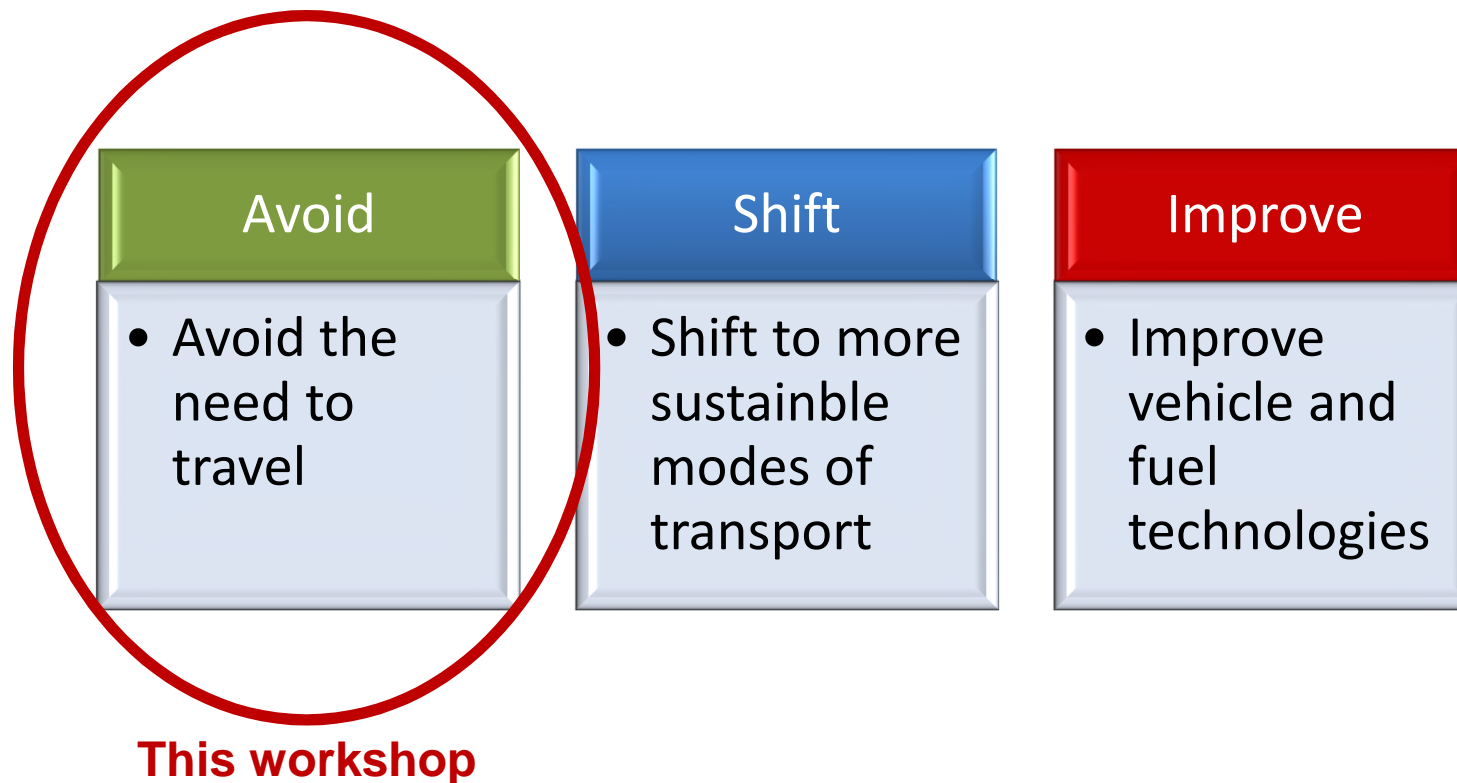 Avoid
• Avoid the
need to
travel
Shift
• Shift to more
sustainble
modes of
transport
Improve
• Improve
vehicle and
fuel
technologies
This workshop